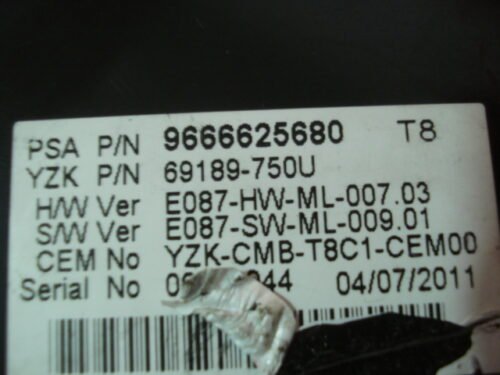 PSA P/N 9666625680 T8
YZK P/N 69189-750U
H/W Ver E087-HW-ML-007.03
S/W Ver E087-SW-ML-009.01
CEM No YZK-CMB-T8C1-CEM00
Serial No 04/07/2011